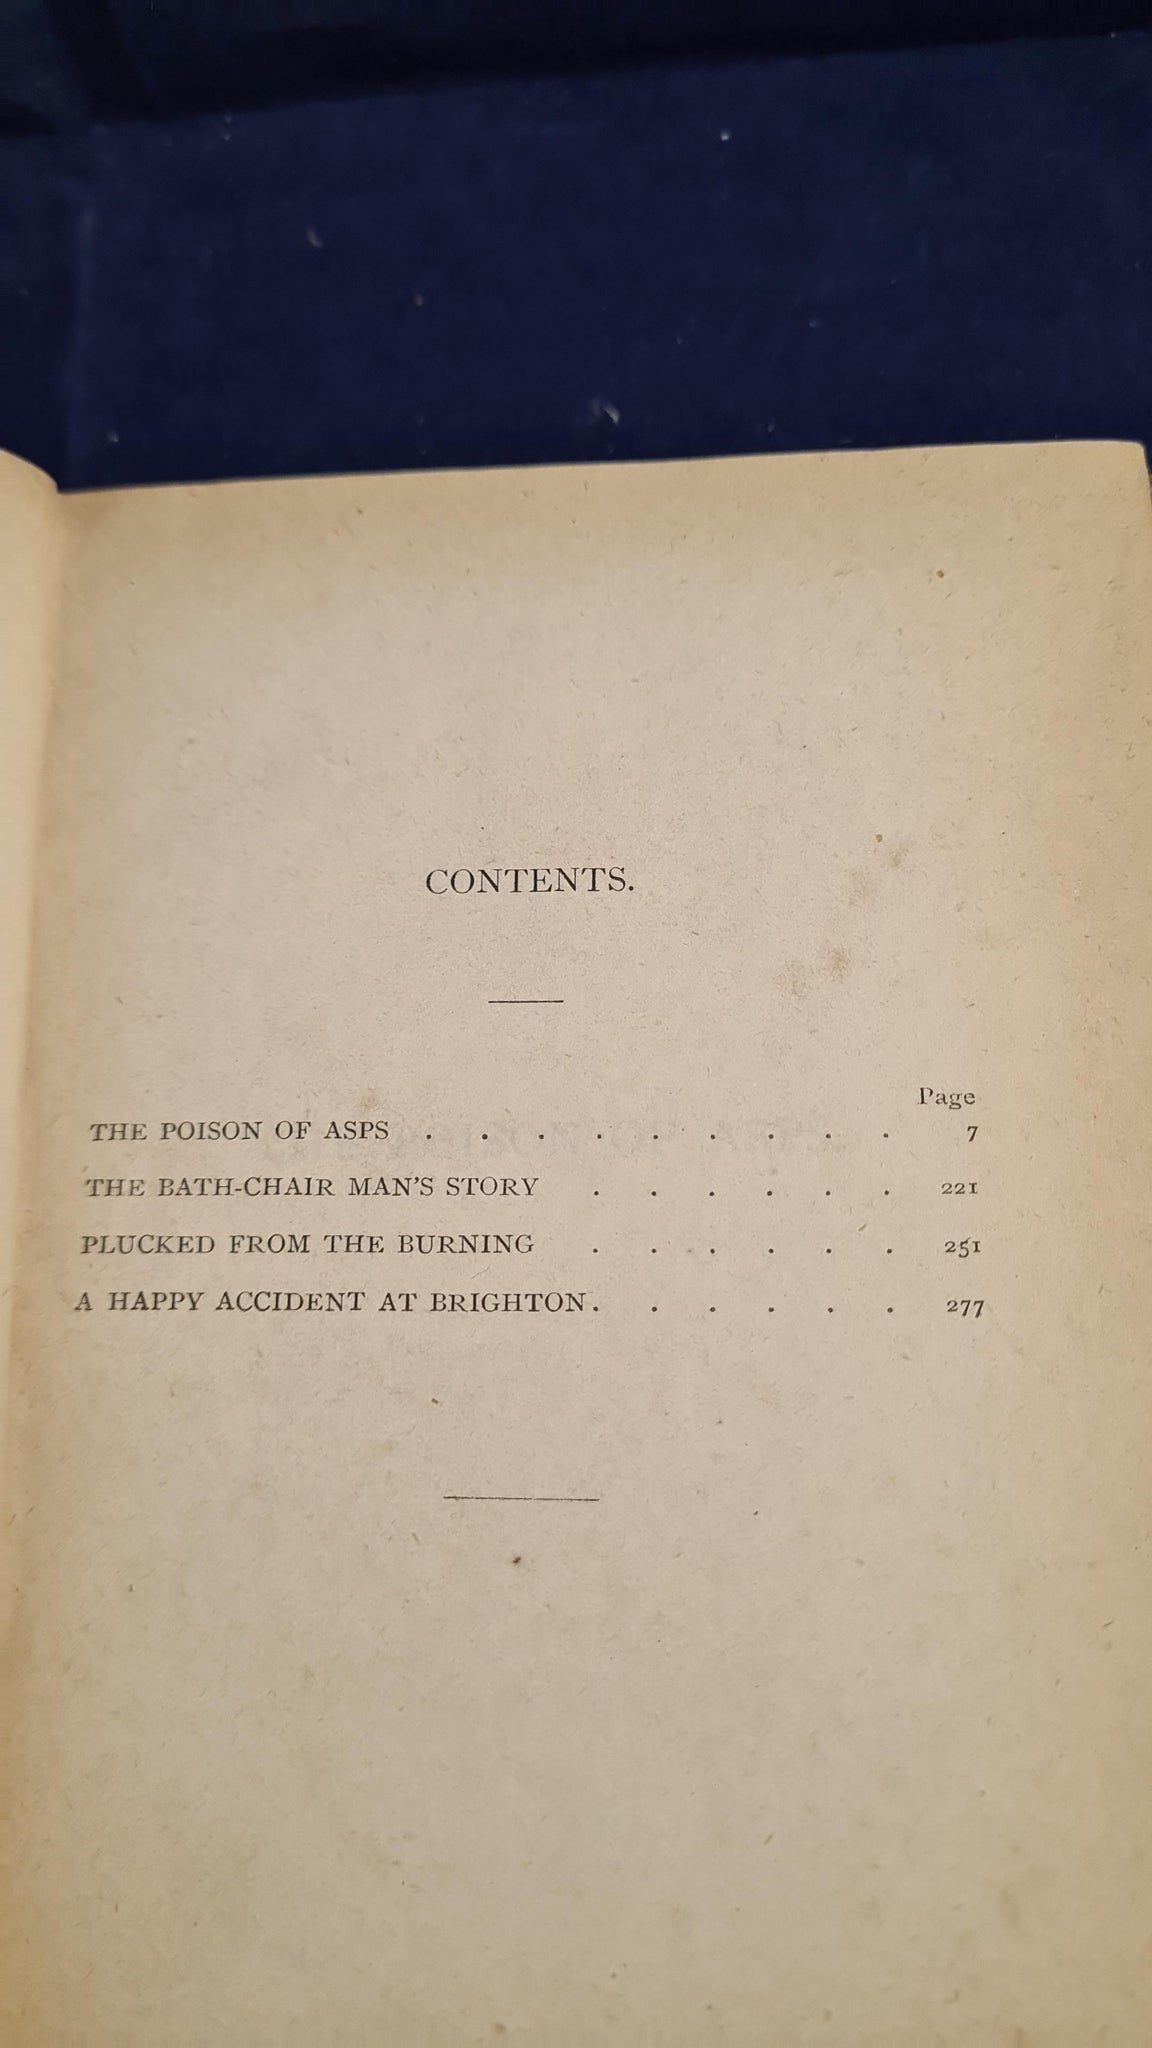 CONTENTS.
Page
THE POISON OF ASPS . . . . . . . . . 7
THE BATH-CHAIR MAN'S STORY . . . . . . 221
PLUCKED FROM THE BURNING . . . . . . 251
A HAPPY ACCIDENT AT BRIGHTON . . . . . . 277